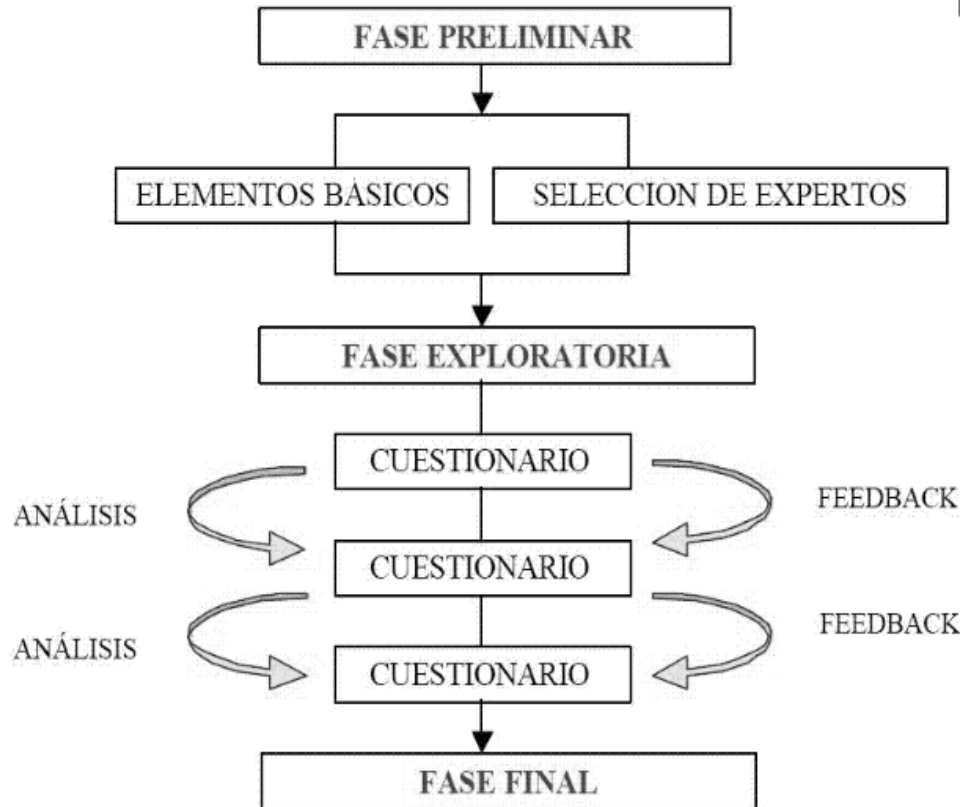 FASE PRELIMINAR
ELEMENTOS BÁSICOS
SELECCION DE EXPERTOS
FASE EXPLORATORIA
CUESTIONARIO
ANÁLISIS
FEEDBACK
CUESTIONARIO
ANÁLISIS
FEEDBACK
CUESTIONARIO
FASE FINAL